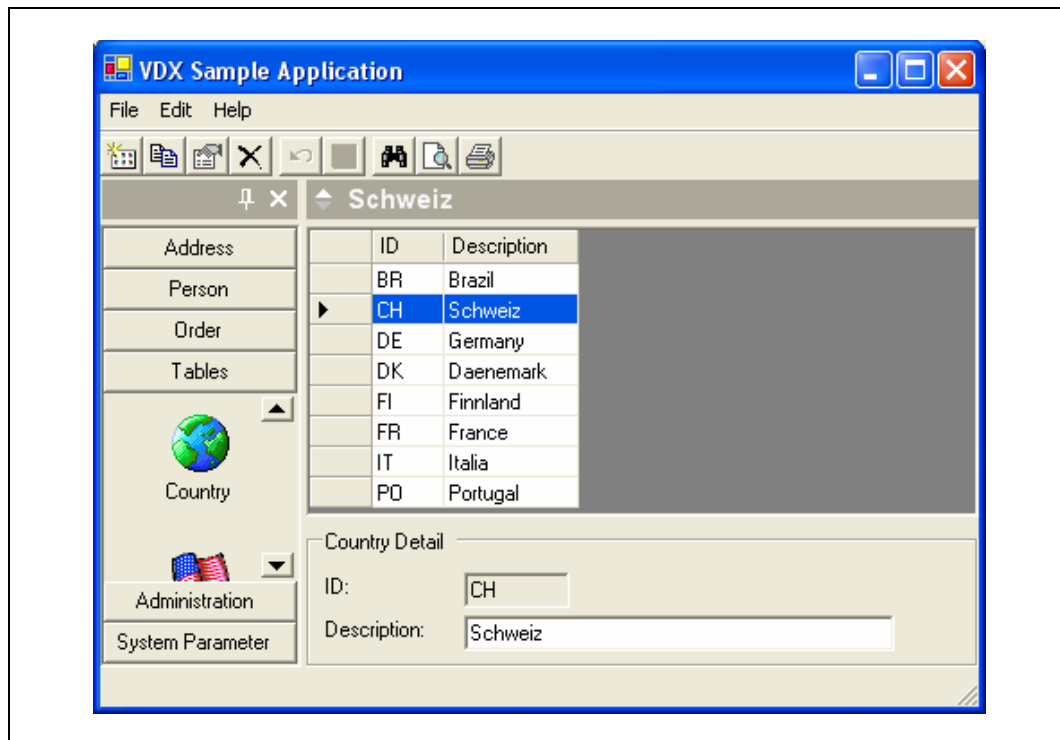 VDX Sample Application
File Edit Help
Schweiz
Address
Person
Order
Tables
Country
Administration
System Parameter
ID Description
BR Brazil
CH Schweiz
DE Germany
DK Daenemark
FI Finnland
FR France
IT Italia
PO Portugal
Country Detail
ID: CH
Description: Schweiz